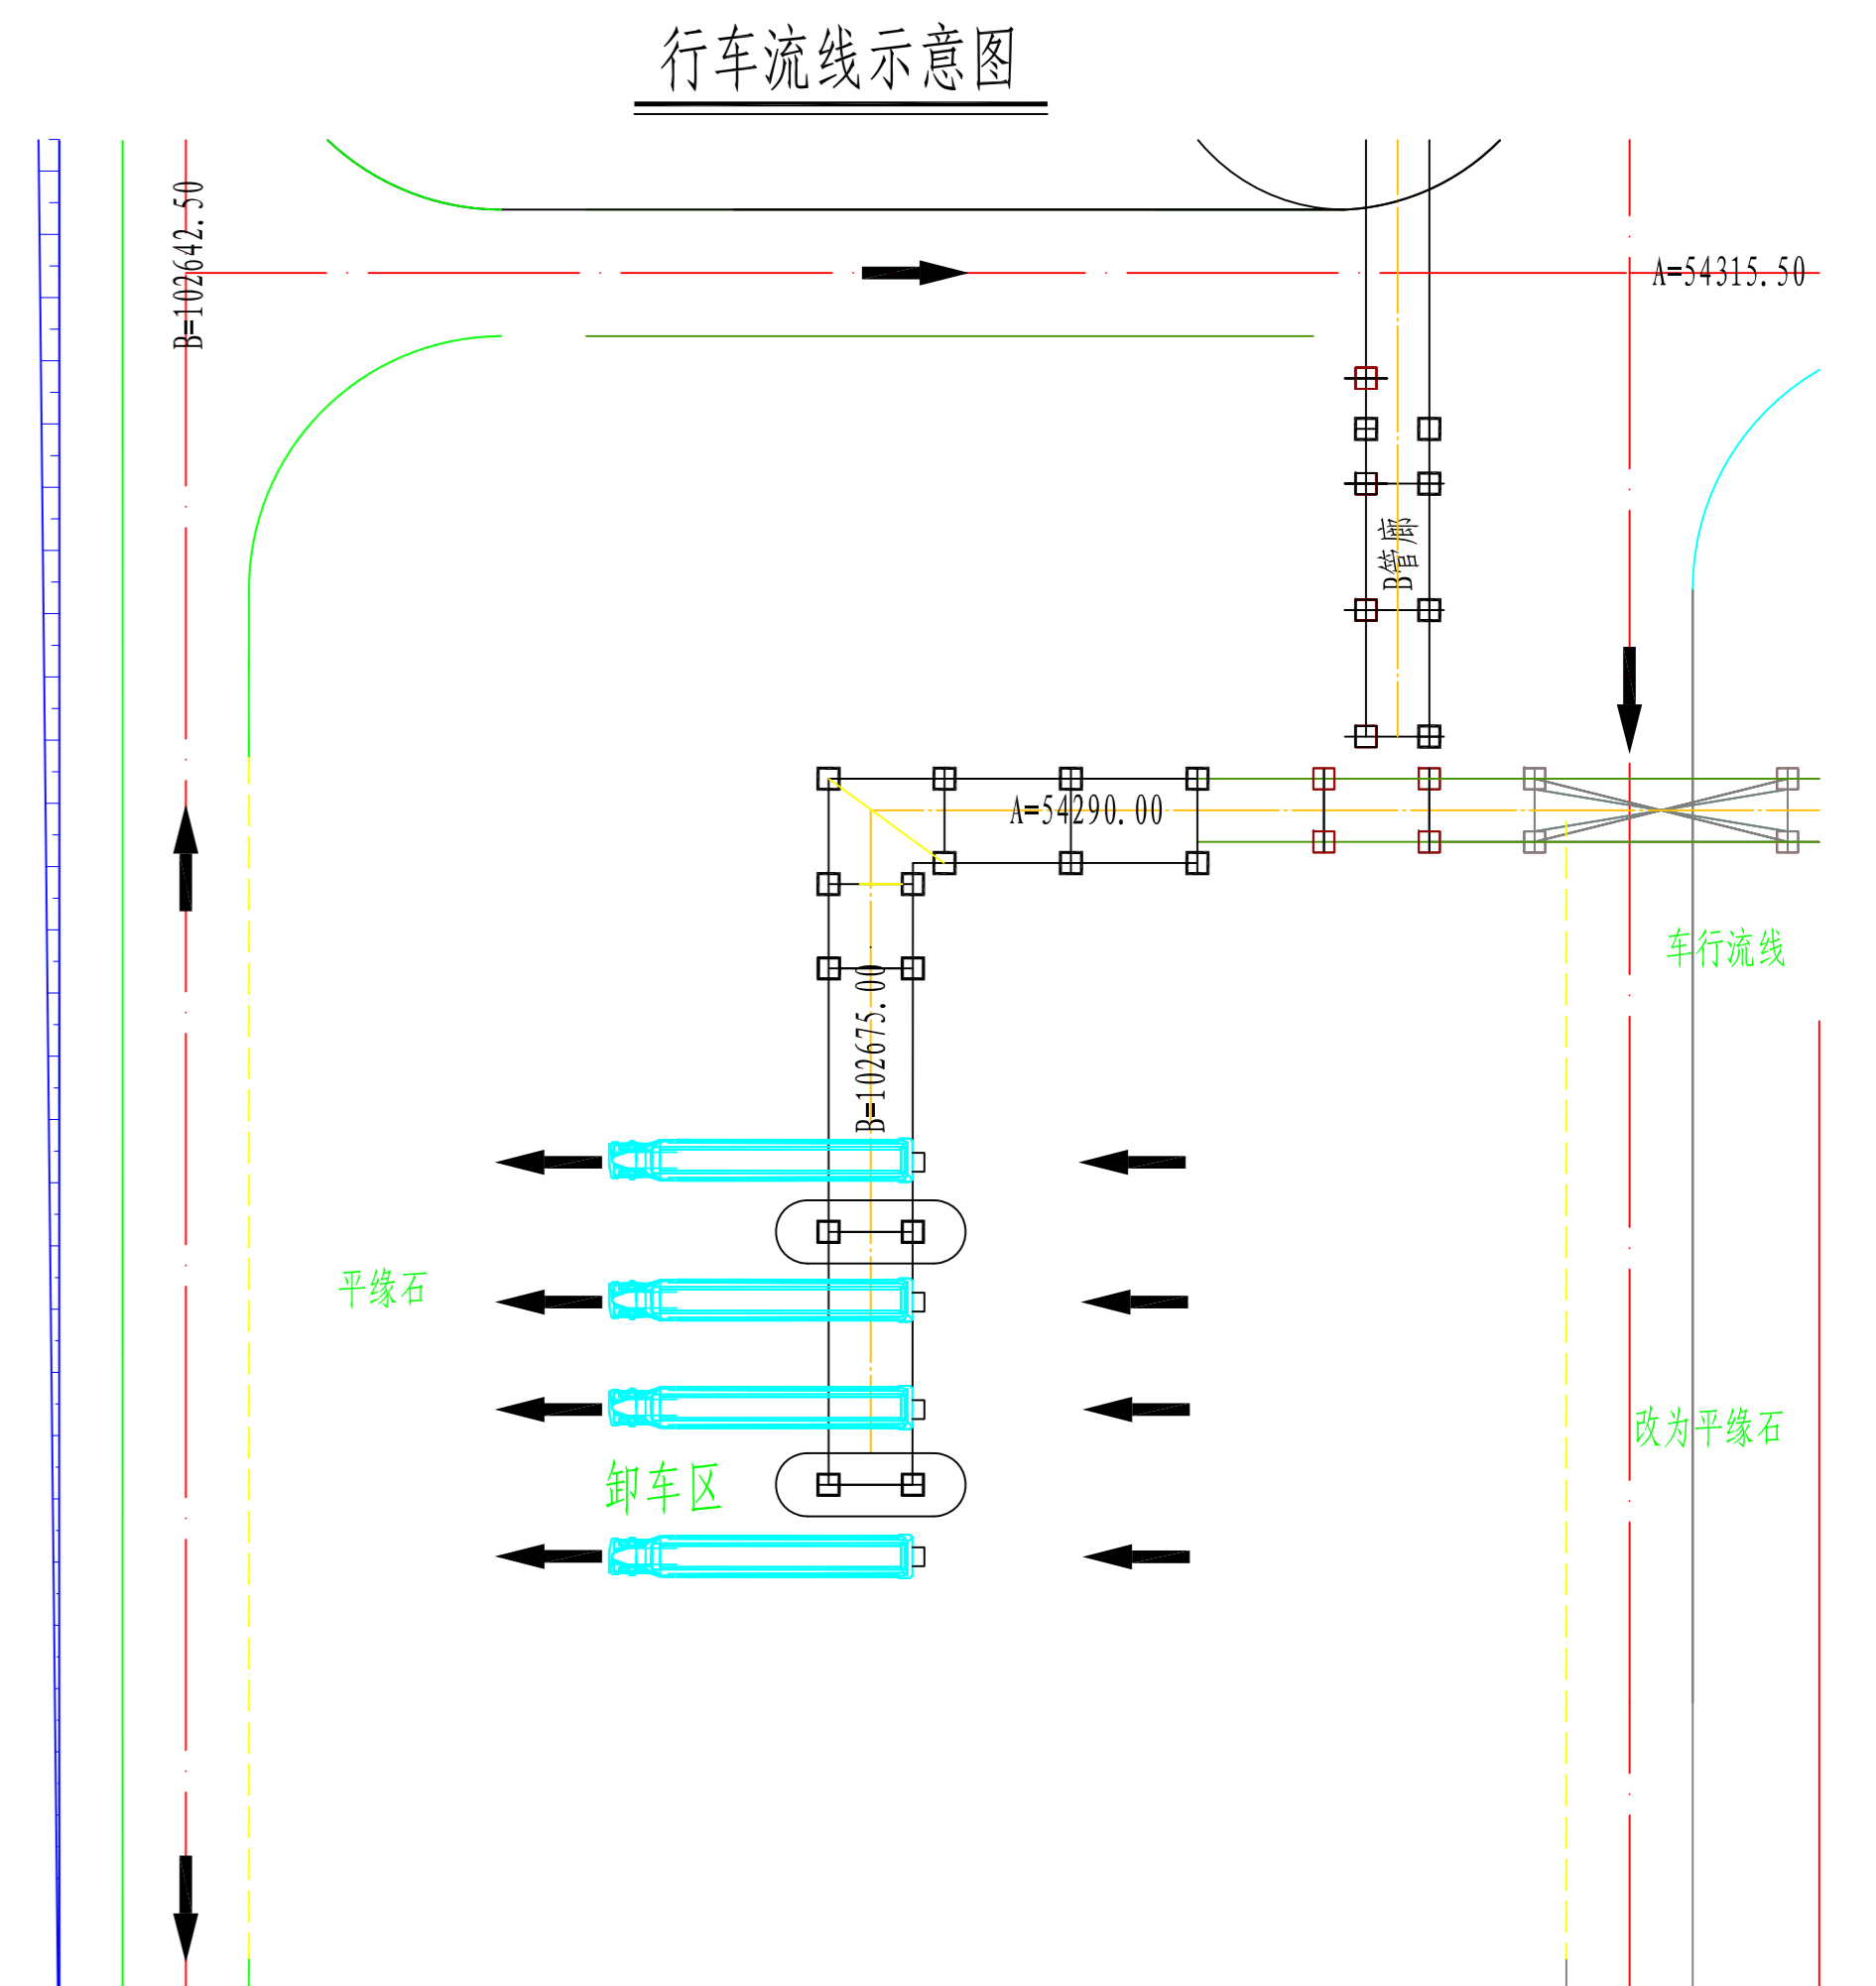 行车流线示意图
B=102642.50
A=54315.50
B管廊
A=54290.00
车行流线
B=102675.00
平缘石
改为平缘石
卸车区